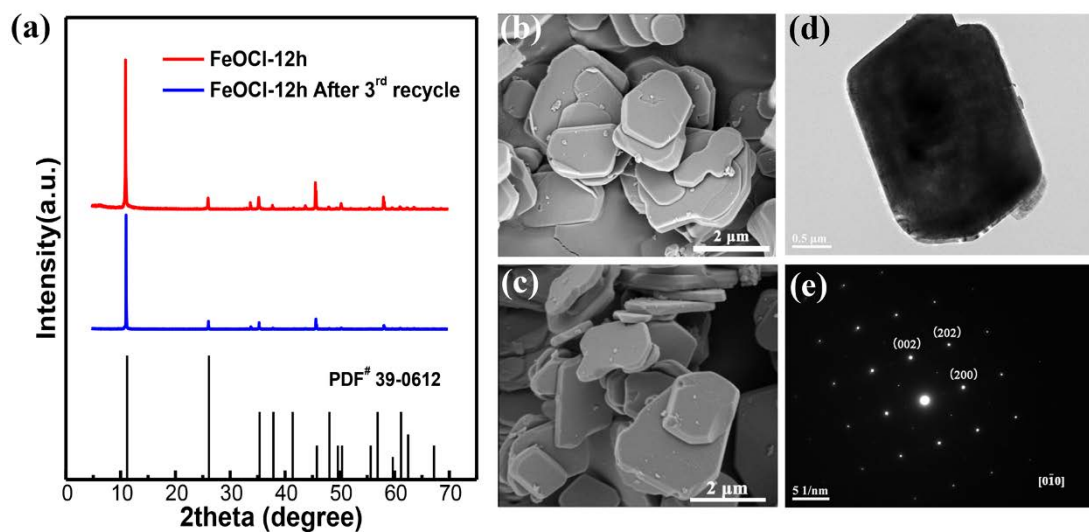 (a)
FeOCl-12h
FeOCl-12h After 3rd recycle
PDF# 39-0612
Intensity(a.u.)
0 10 20 30 40 50 60 70
2theta (degree)
(b)
2 μm
(c)
2 μm
(d)
0.5 μm
(e)
(002)
(202)
(200)
5 1/nm
[01̄0]